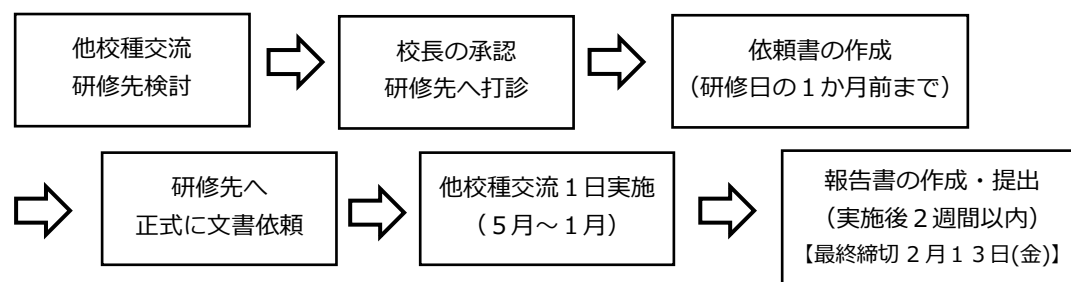 他校種交流
研修先検討
校長の承認
研修先へ打診
依頼書の作成
（研修日の１か月前まで）
研修先へ
正式に文書依頼
他校種交流１日実施
（５月～１月）
報告書の作成・提出
（実施後２週間以内）
【最終締切２月１３日(金)】